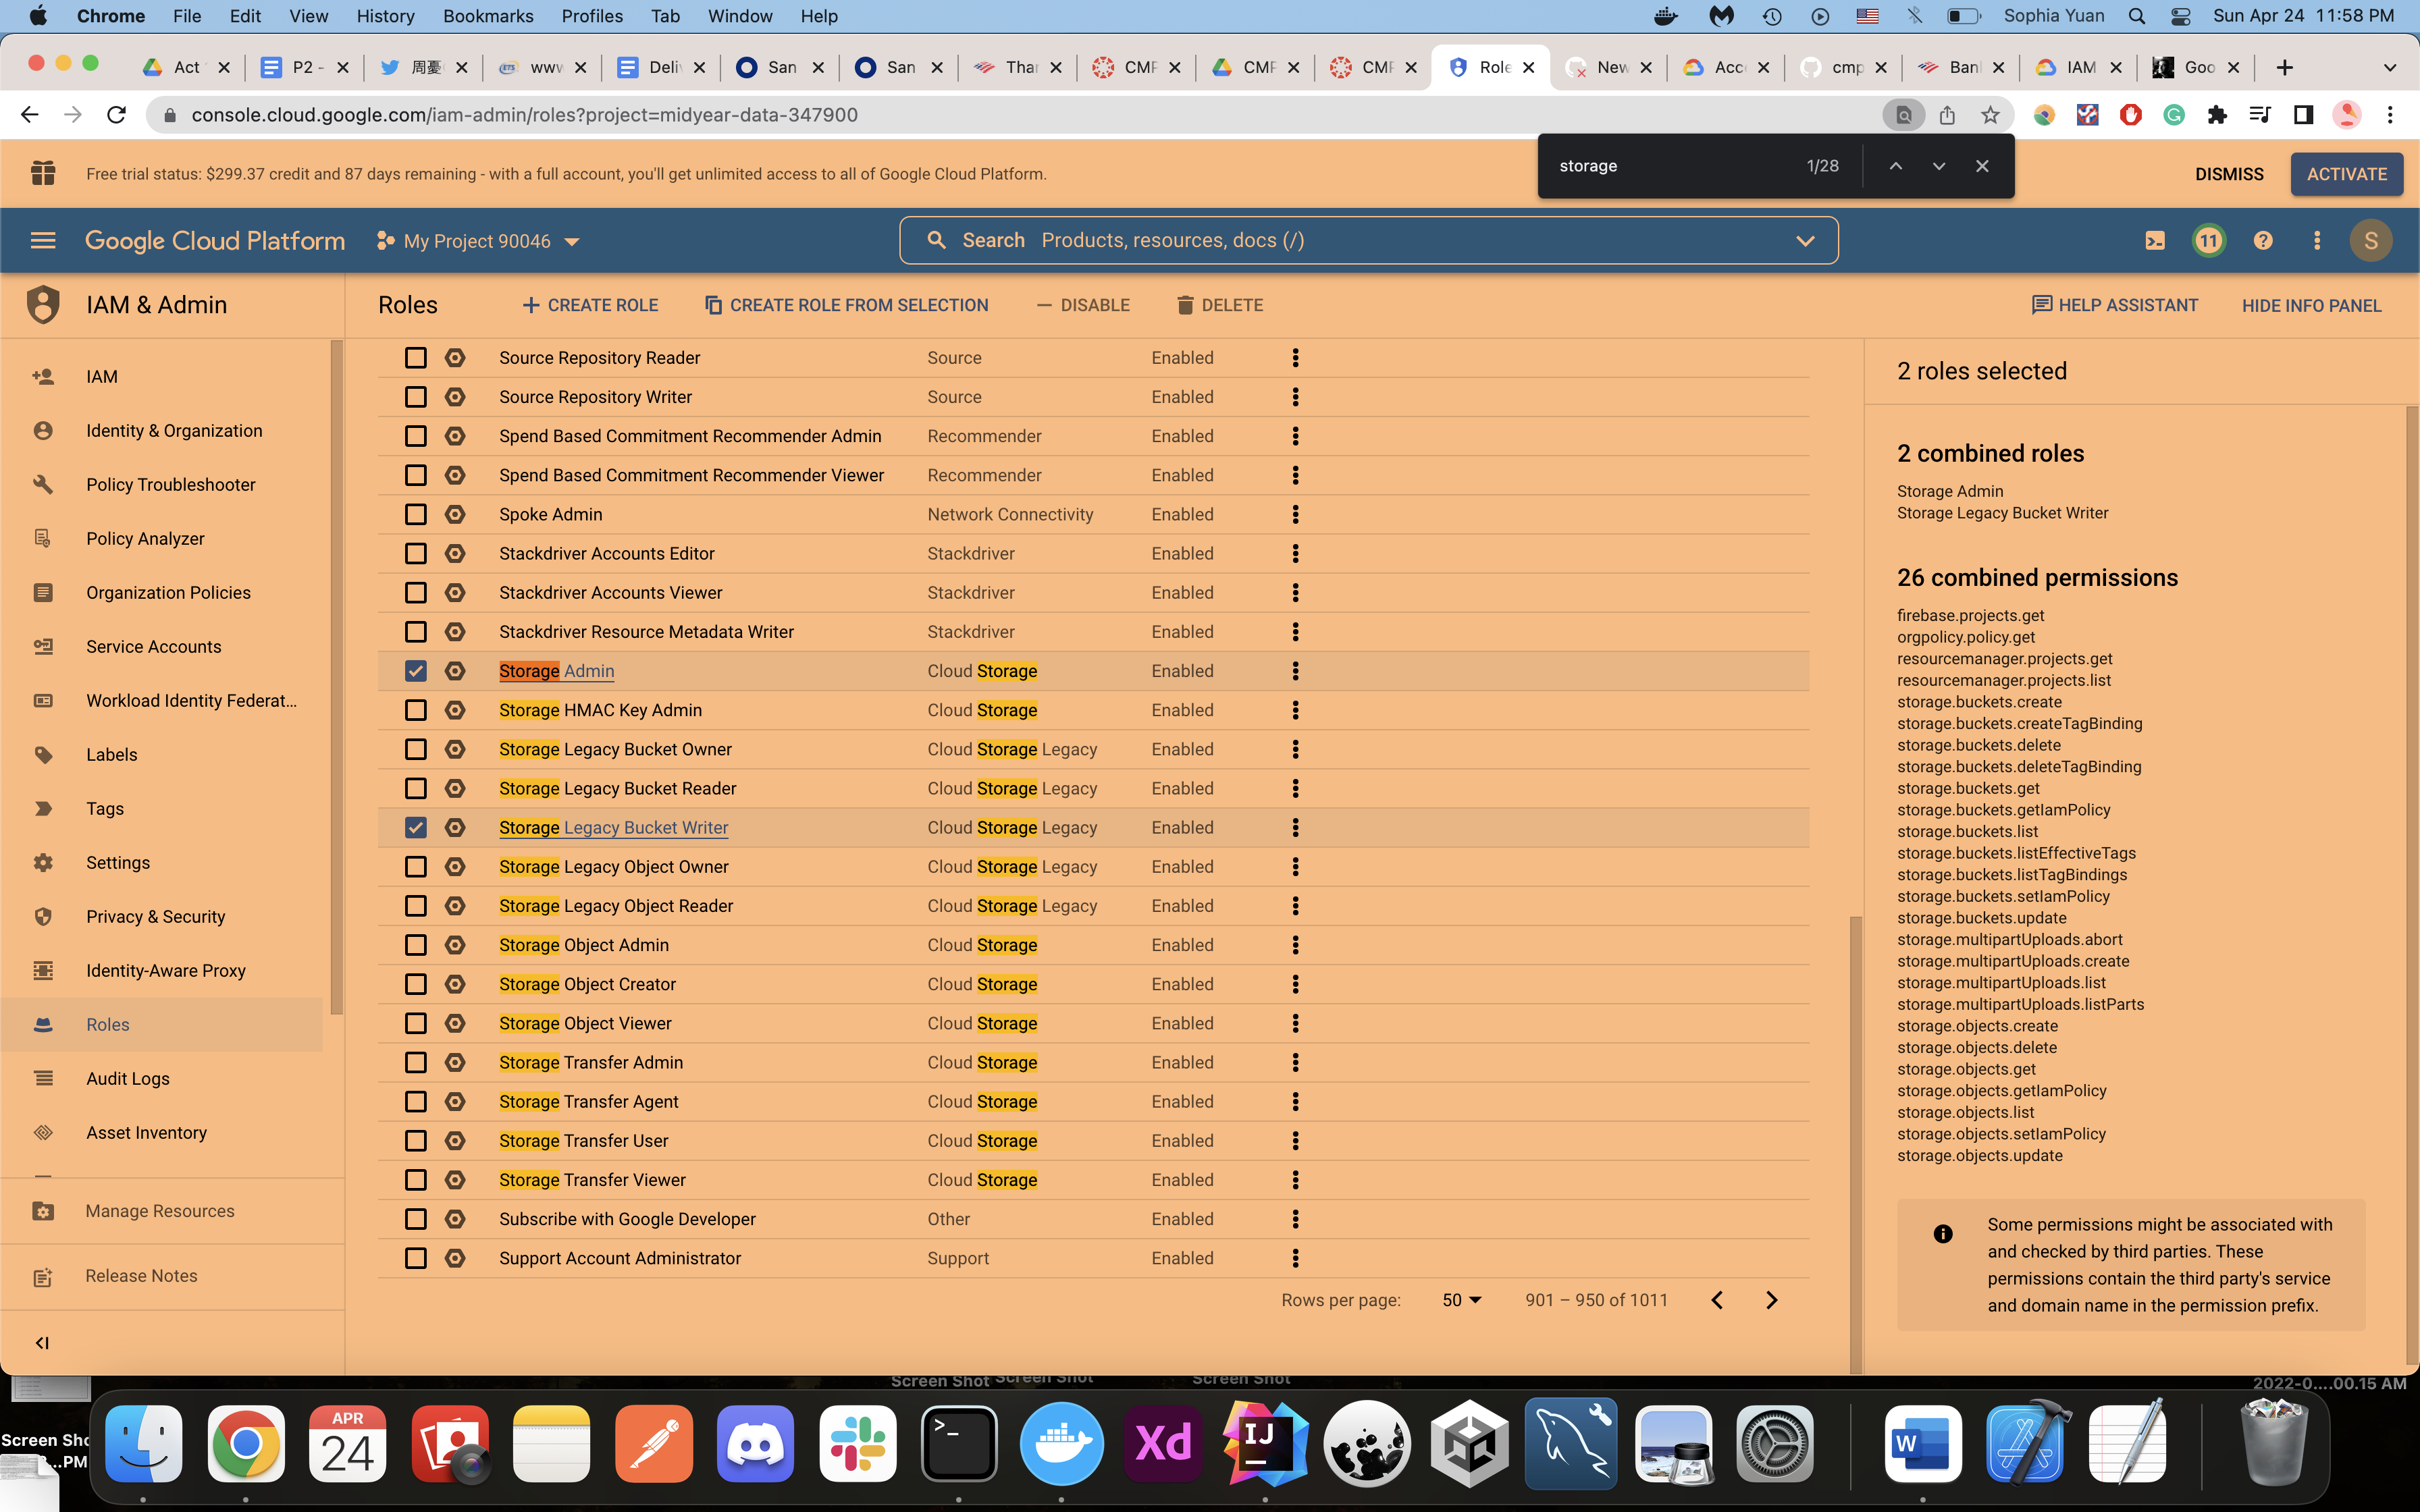 Chrome File Edit View History Bookmarks Profiles Tab Window Help Sophia Yuan Sun Apr 24 11:58 PM
Act P2 - 周憂 www Deli San San Thar CMP CMP CMP Role New Acc cmp Ban IAM Goo
console.cloud.google.com/iam-admin/roles?project=midyear-data-347900
storage 1/28
Free trial status: $299.37 credit and 87 days remaining - with a full account, you'll get unlimited access to all of Google Cloud Platform. DISMISS ACTIVATE
Google Cloud Platform My Project 90046 Search Products, resources, docs (/) 11 S
IAM & Admin
IAM
Identity & Organization
Policy Troubleshooter
Policy Analyzer
Organization Policies
Service Accounts
Workload Identity Federat...
Labels
Tags
Settings
Privacy & Security
Identity-Aware Proxy
Roles
Audit Logs
Asset Inventory
Manage Resources
Release Notes
Roles CREATE ROLE CREATE ROLE FROM SELECTION DISABLE DELETE HELP ASSISTANT HIDE INFO PANEL
Source Repository Reader Source Enabled
Source Repository Writer Source Enabled
Spend Based Commitment Recommender Admin Recommender Enabled
Spend Based Commitment Recommender Viewer Recommender Enabled
Spoke Admin Network Connectivity Enabled
Stackdriver Accounts Editor Stackdriver Enabled
Stackdriver Accounts Viewer Stackdriver Enabled
Stackdriver Resource Metadata Writer Stackdriver Enabled
Storage Admin Cloud Storage Enabled
Storage HMAC Key Admin Cloud Storage Enabled
Storage Legacy Bucket Owner Cloud Storage Legacy Enabled
Storage Legacy Bucket Reader Cloud Storage Legacy Enabled
Storage Legacy Bucket Writer Cloud Storage Legacy Enabled
Storage Legacy Object Owner Cloud Storage Legacy Enabled
Storage Legacy Object Reader Cloud Storage Legacy Enabled
Storage Object Admin Cloud Storage Enabled
Storage Object Creator Cloud Storage Enabled
Storage Object Viewer Cloud Storage Enabled
Storage Transfer Admin Cloud Storage Enabled
Storage Transfer Agent Cloud Storage Enabled
Storage Transfer User Cloud Storage Enabled
Storage Transfer Viewer Cloud Storage Enabled
Subscribe with Google Developer Other Enabled
Support Account Administrator Support Enabled
Rows per page: 50 901 – 950 of 1011
2 roles selected
2 combined roles
Storage Admin
Storage Legacy Bucket Writer
26 combined permissions
firebase.projects.get
orgpolicy.policy.get
resourcemanager.projects.get
resourcemanager.projects.list
storage.buckets.create
storage.buckets.createTagBinding
storage.buckets.delete
storage.buckets.deleteTagBinding
storage.buckets.get
storage.buckets.getIamPolicy
storage.buckets.list
storage.buckets.listEffectiveTags
storage.buckets.listTagBindings
storage.buckets.setIamPolicy
storage.buckets.update
storage.multipartUploads.abort
storage.multipartUploads.create
storage.multipartUploads.list
storage.multipartUploads.listParts
storage.objects.create
storage.objects.delete
storage.objects.get
storage.objects.getIamPolicy
storage.objects.list
storage.objects.setIamPolicy
storage.objects.update
Some permissions might be associated with
and checked by third parties. These
permissions contain the third party's service
and domain name in the permission prefix.
Screen Shot Screen Shot Screen Shot 2022-0....00.15 AM
Screen Sho
...PM
APR
24
Xd
IJ
W